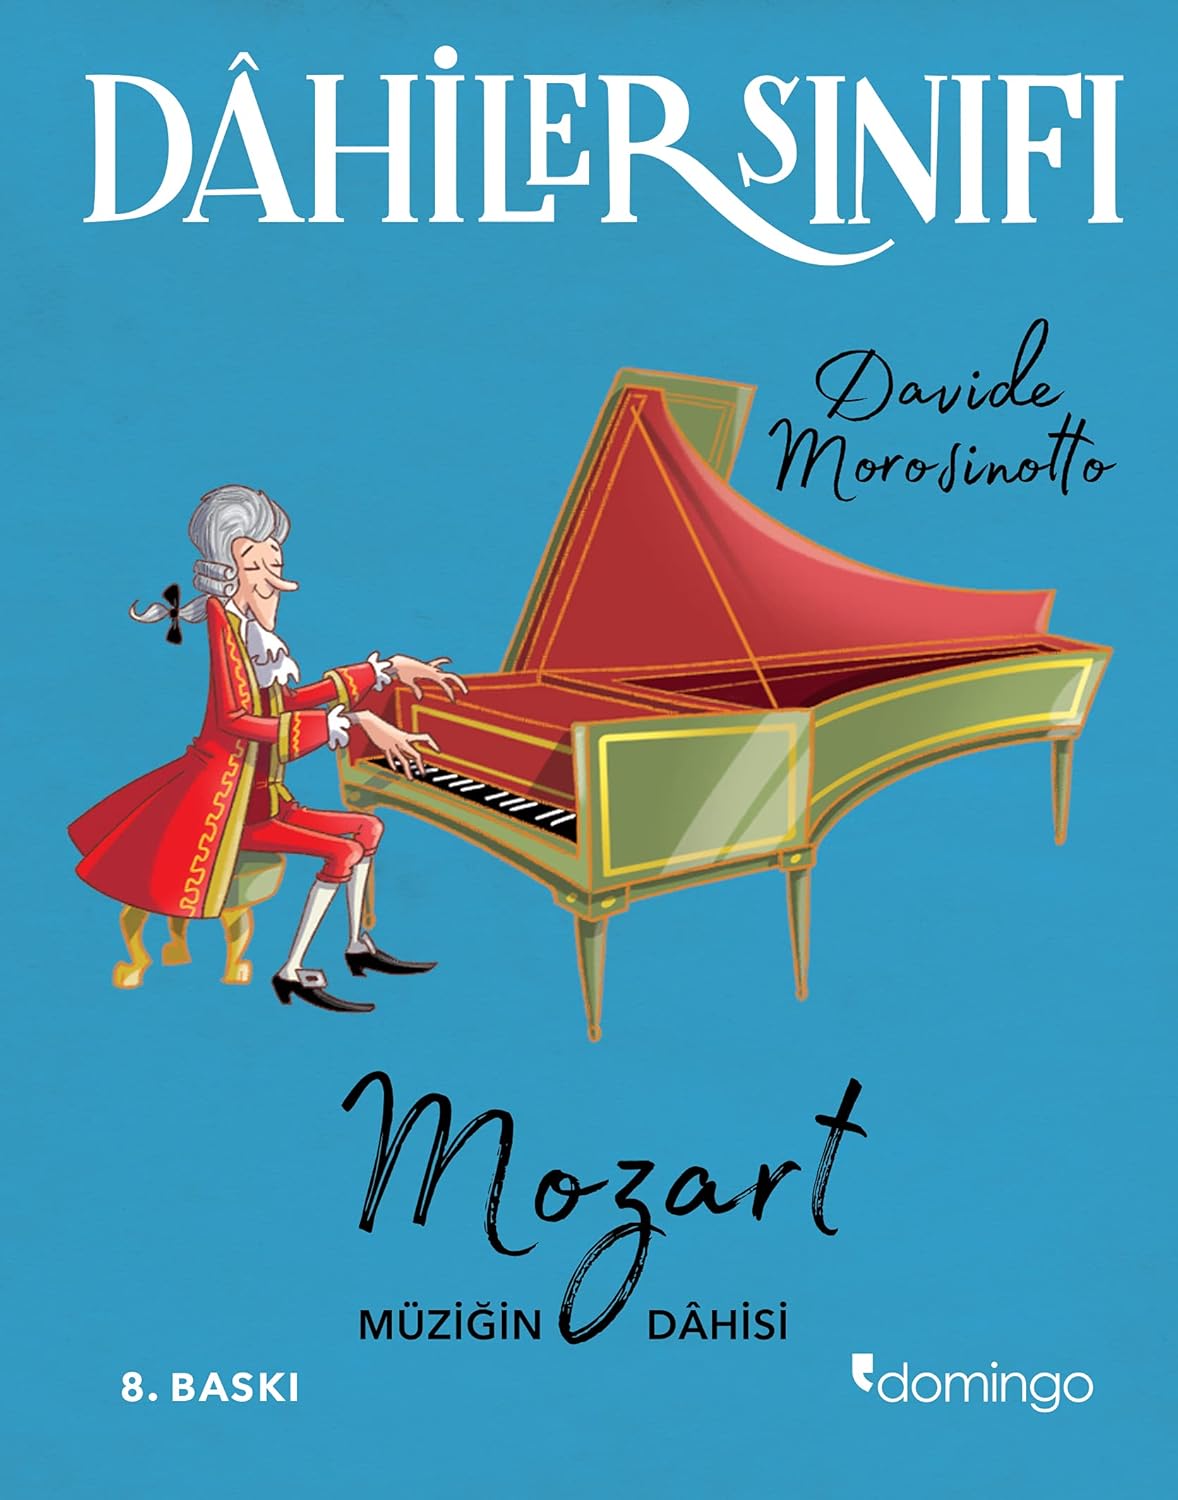 DÂHİLER SINIFI
Davide
Morosinotto
Mozart
MÜZİĞİN DÂHİSİ
8. BASKI
domingo